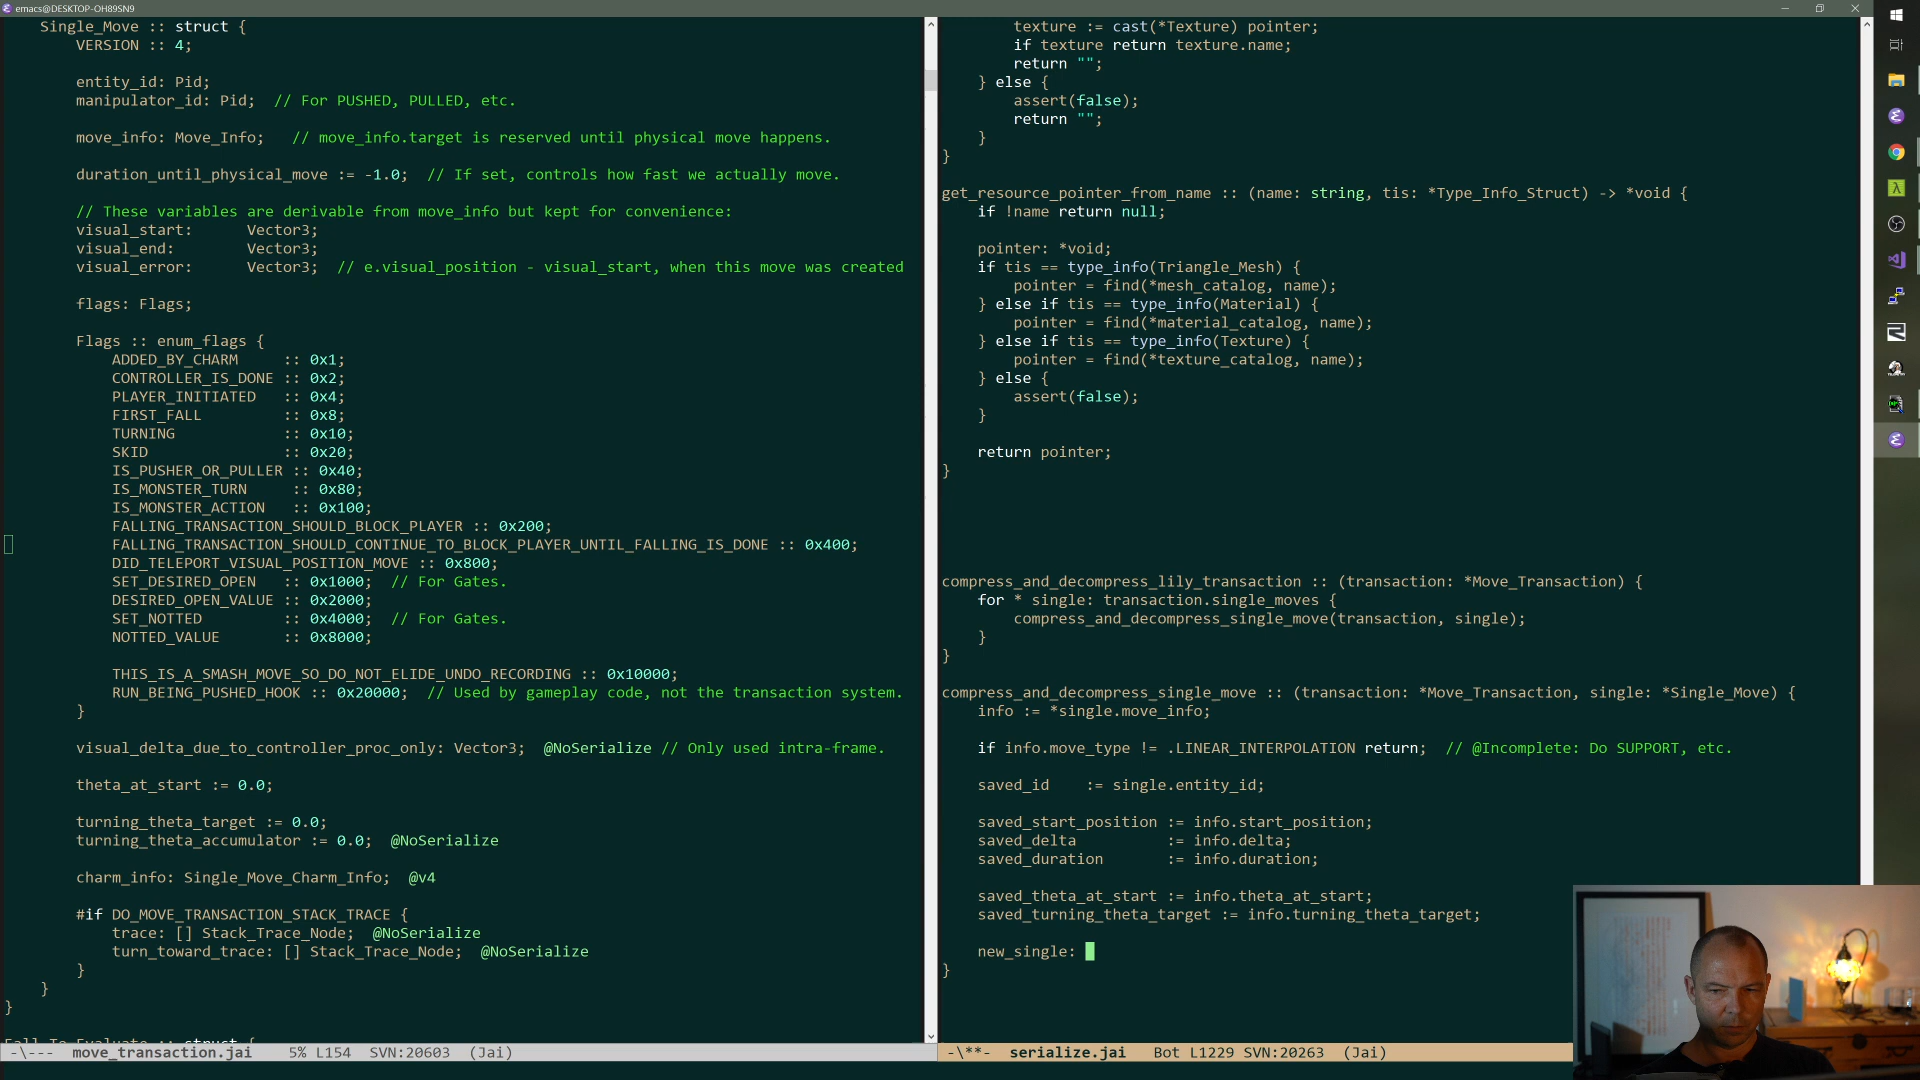 emacs@DESKTOP-OH89SN9
Single_Move :: struct {
VERSION :: 4;
entity_id: Pid;
manipulator_id: Pid;  // For PUSHED, PULLED, etc.
move_info: Move_Info;   // move_info.target is reserved until physical move happens.
duration_until_physical_move := -1.0;  // If set, controls how fast we actually move.
// These variables are derivable from move_info but kept for convenience:
visual_start:      Vector3;
visual_end:        Vector3;
visual_error:      Vector3;  // e.visual_position - visual_start, when this move was created
flags: Flags;
Flags :: enum_flags {
ADDED_BY_CHARM     :: 0x1;
CONTROLLER_IS_DONE :: 0x2;
PLAYER_INITIATED   :: 0x4;
FIRST_FALL         :: 0x8;
TURNING            :: 0x10;
SKID               :: 0x20;
IS_PUSHER_OR_PULLER :: 0x40;
IS_MONSTER_TURN     :: 0x80;
IS_MONSTER_ACTION   :: 0x100;
FALLING_TRANSACTION_SHOULD_BLOCK_PLAYER :: 0x200;
FALLING_TRANSACTION_SHOULD_CONTINUE_TO_BLOCK_PLAYER_UNTIL_FALLING_IS_DONE :: 0x400;
DID_TELEPORT_VISUAL_POSITION_MOVE :: 0x800;
SET_DESIRED_OPEN   :: 0x1000;  // For Gates.
DESIRED_OPEN_VALUE :: 0x2000;
SET_NOTTED         :: 0x4000;  // For Gates.
NOTTED_VALUE       :: 0x8000;
THIS_IS_A_SMASH_MOVE_SO_DO_NOT_ELIDE_UNDO_RECORDING :: 0x10000;
RUN_BEING_PUSHED_HOOK :: 0x20000;  // Used by gameplay code, not the transaction system.
}
visual_delta_due_to_controller_proc_only: Vector3;  @NoSerialize // Only used intra-frame.
theta_at_start := 0.0;
turning_theta_target := 0.0;
turning_theta_accumulator := 0.0;  @NoSerialize
charm_info: Single_Move_Charm_Info;  @v4
#if DO_MOVE_TRANSACTION_STACK_TRACE {
trace: [] Stack_Trace_Node;  @NoSerialize
turn_toward_trace: [] Stack_Trace_Node;  @NoSerialize
}
}
}
-\---  move_transaction.jai    5% L154  SVN:20603  (Jai)
texture := cast(*Texture) pointer;
if texture return texture.name;
return "";
} else {
assert(false);
return "";
}
}
get_resource_pointer_from_name :: (name: string, tis: *Type_Info_Struct) -> *void {
if !name return null;
pointer: *void;
if tis == type_info(Triangle_Mesh) {
pointer = find(*mesh_catalog, name);
} else if tis == type_info(Material) {
pointer = find(*material_catalog, name);
} else if tis == type_info(Texture) {
pointer = find(*texture_catalog, name);
} else {
assert(false);
}
return pointer;
}
compress_and_decompress_lily_transaction :: (transaction: *Move_Transaction) {
for * single: transaction.single_moves {
compress_and_decompress_single_move(transaction, single);
}
}
compress_and_decompress_single_move :: (transaction: *Move_Transaction, single: *Single_Move) {
info := *single.move_info;
if info.move_type != .LINEAR_INTERPOLATION return;  // @Incomplete: Do SUPPORT, etc.
saved_id    := single.entity_id;
saved_start_position := info.start_position;
saved_delta          := info.delta;
saved_duration       := info.duration;
saved_theta_at_start := info.theta_at_start;
saved_turning_theta_target := info.turning_theta_target;
new_single:
}
-\**-  serialize.jai   Bot L1229 SVN:20263  (Jai)